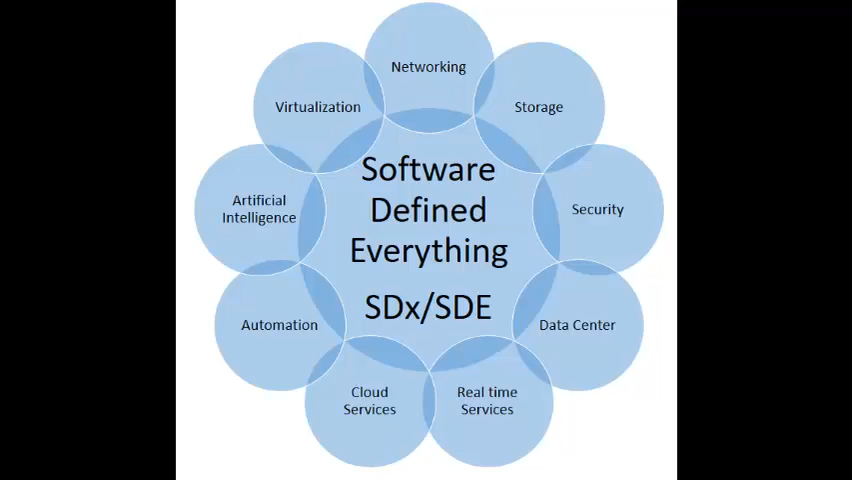 Networking
Virtualization
Storage
Software
Defined
Everything
SDx/SDE
Artificial
Intelligence
Security
Automation
Data Center
Cloud
Services
Real time
Services